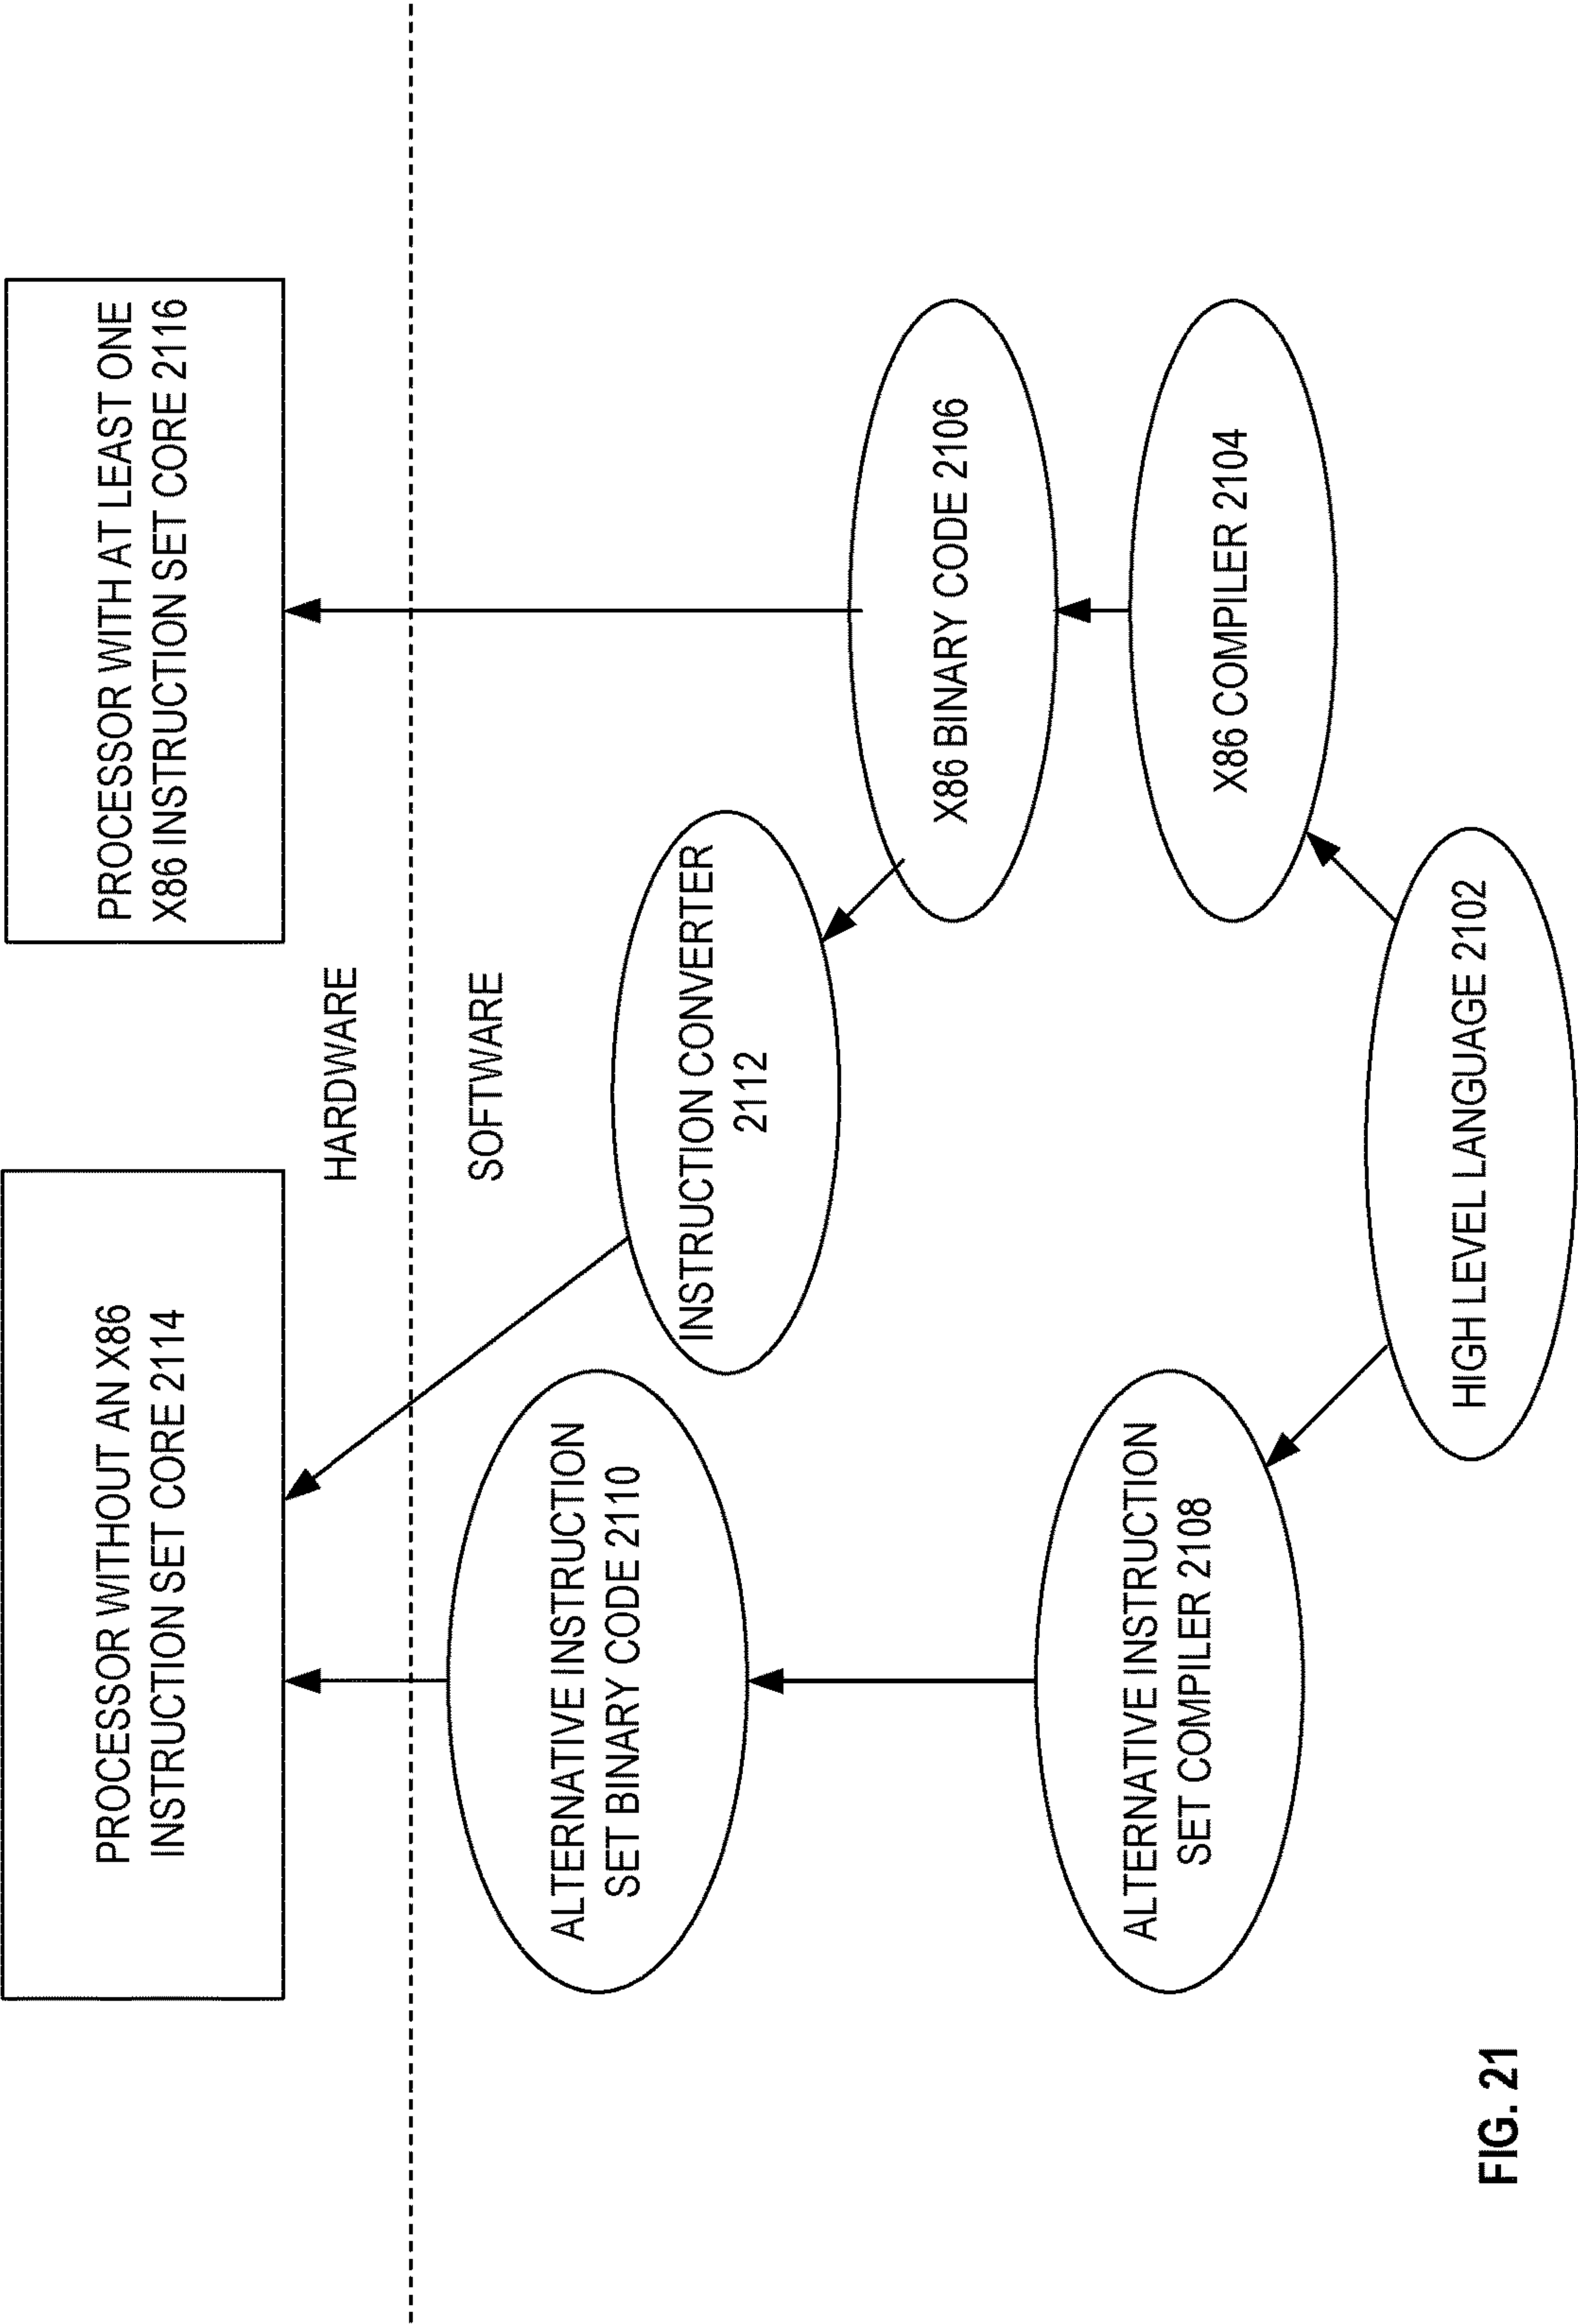 PROCESSOR WITHOUT AN X86
INSTRUCTION SET CORE 2114
PROCESSOR WITH AT LEAST ONE
X86 INSTRUCTION SET CORE 2116
HARDWARE
SOFTWARE
ALTERNATIVE INSTRUCTION
SET BINARY CODE 2110
INSTRUCTION CONVERTER
2112
X86 BINARY CODE 2106
ALTERNATIVE INSTRUCTION
SET COMPILER 2108
X86 COMPILER 2104
HIGH LEVEL LANGUAGE 2102
FIG. 21